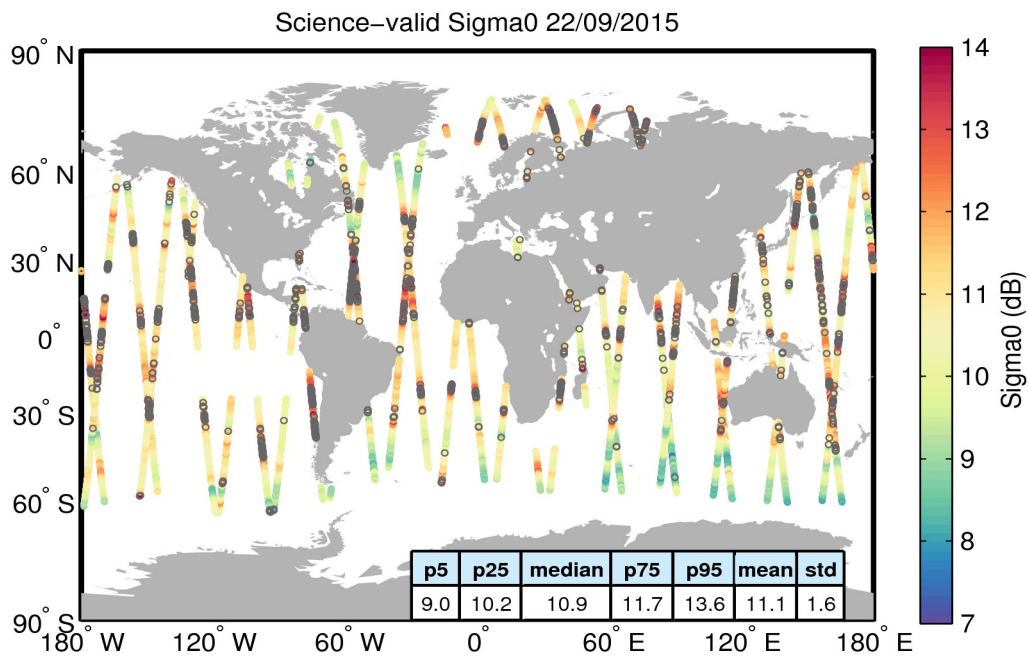 Science−valid Sigma0 22/09/2015
90° N
60° N
30° N
0°
30° S
60° S
90° S
180° W
120° W
60° W
0°
60° E
120° E
180° E
p5 p25 median p75 p95 mean std
9.0 10.2 10.9 11.7 13.6 11.1 1.6
14
13
12
11
10
9
8
7
Sigma0 (dB)